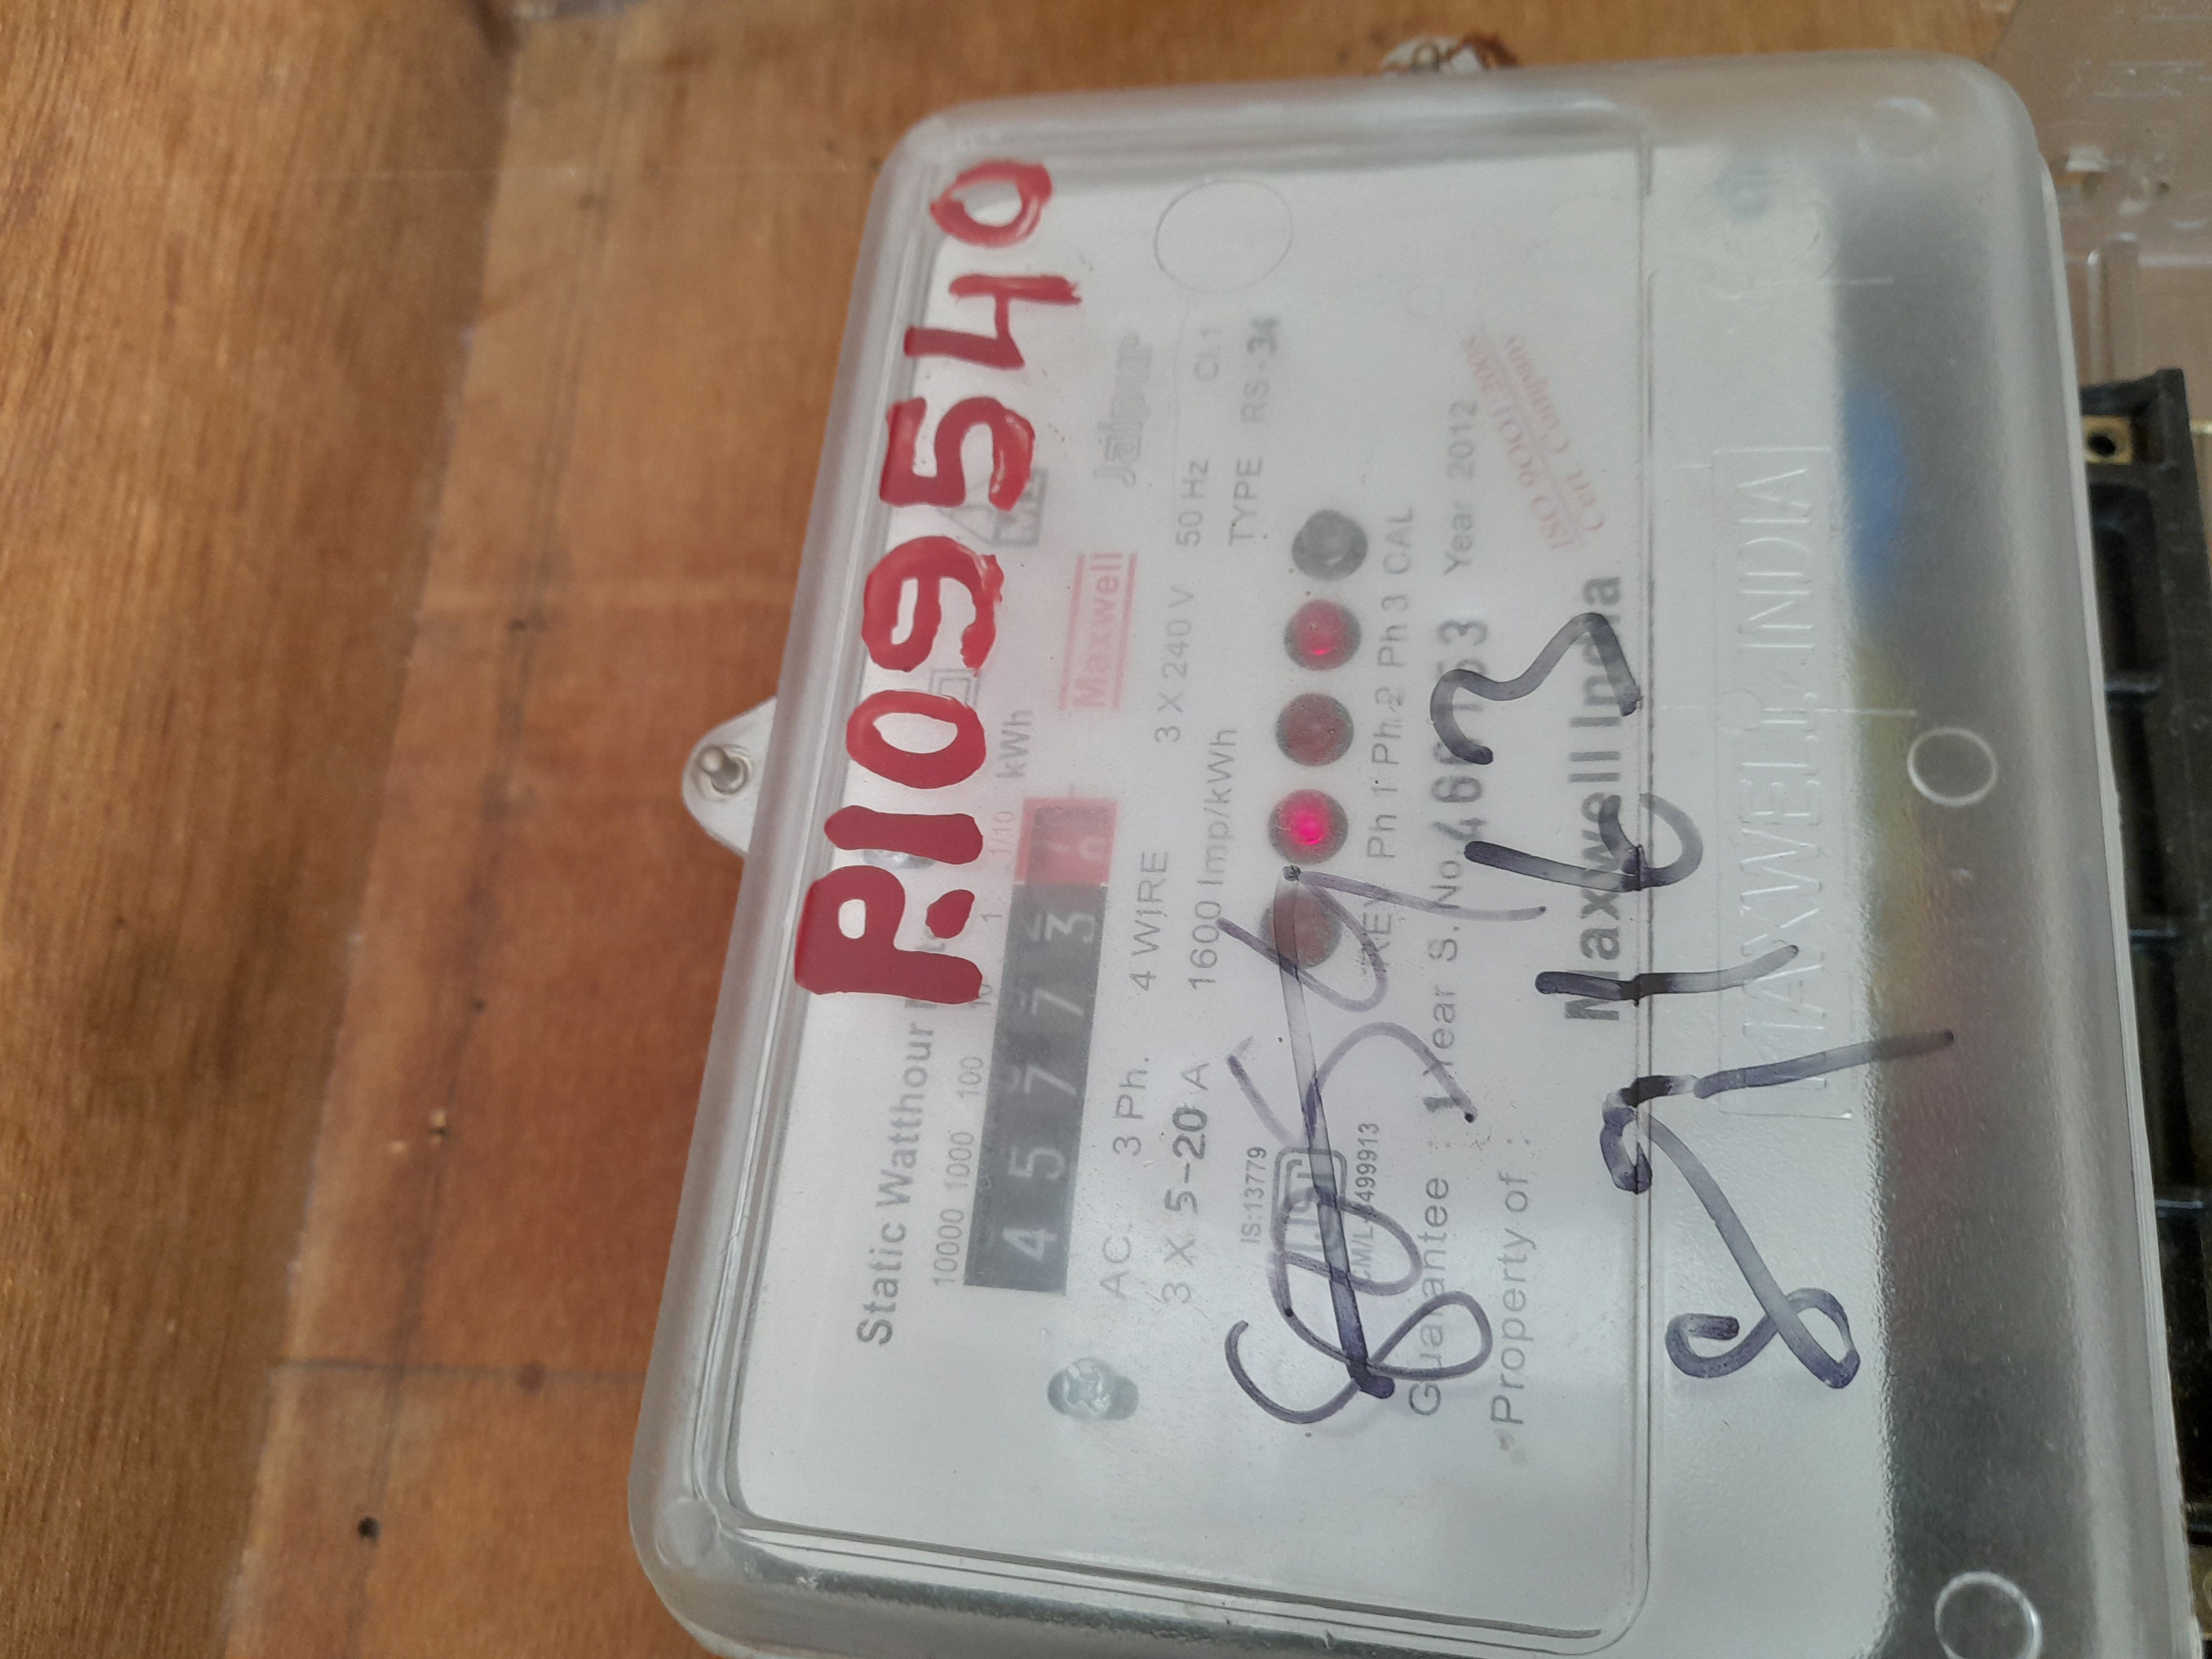 P.109540
Static Watthour
10000 1000 100 10 1 1/10 kWh
4 5 7 7 3
Maxwell
Jaipur
AC. 3 Ph. 4 WIRE 3 X 240 V 50 Hz Cl.1
3 X 5-20 A 1600 Imp/kWh TYPE RS-34
IS:13779
REV Ph 1 Ph 2 Ph 3 CAL
Guarantee : 1 Year S. No. Year 2012
Property of : Maxwell India
ISO 9001:2008
Cert Company
MAXWELL, INDIA